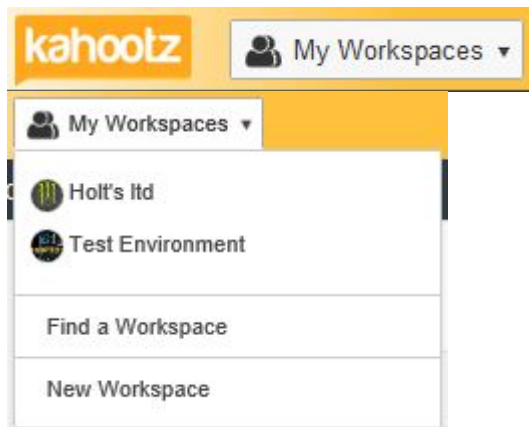 kahootz My Workspaces
My Workspaces
Holt's ltd
Test Environment
Find a Workspace
New Workspace